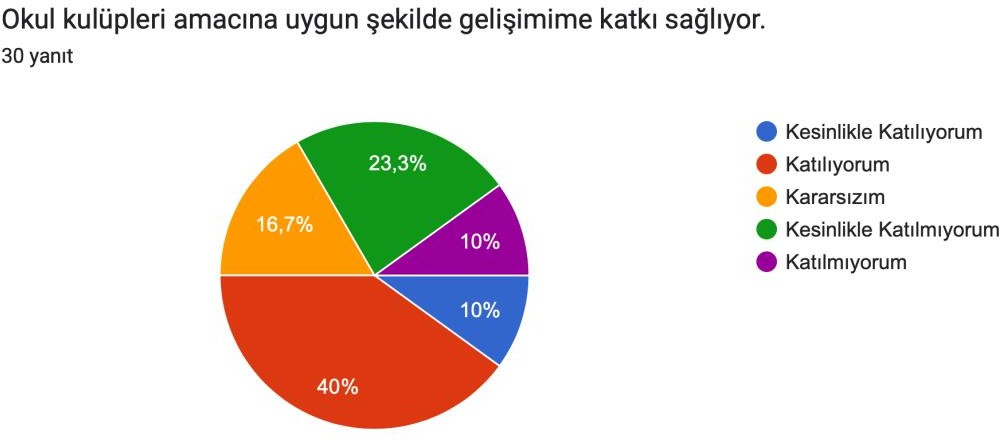 Okul kulüpleri amacına uygun şekilde gelişimime katkı sağlıyor.
30 yanıt
23,3%
16,7%
10%
10%
40%
Kesinlikle Katılıyorum
Katılıyorum
Kararsızım
Kesinlikle Katılmıyorum
Katılmıyorum